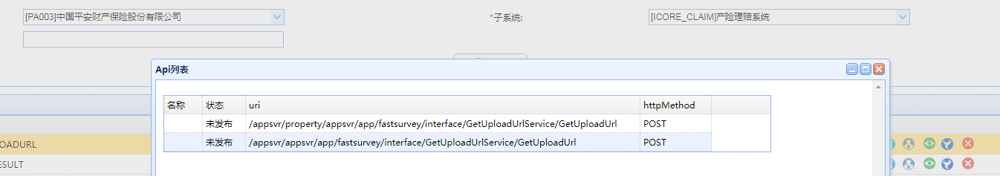 [PA003]中国平安财产保险股份有限公司
*子系统:
[ICORE_CLAIM]产险理赔系统
Api列表
名称 状态 uri httpMethod
未发布 /appsvr/property/appsvr/app/fastsurvey/interface/GetUploadUrlService/GetUploadUrl POST
未发布 /appsvr/appsvr/app/fastsurvey/interface/GetUploadUrlService/GetUploadUrl POST
OADURL
ESULT